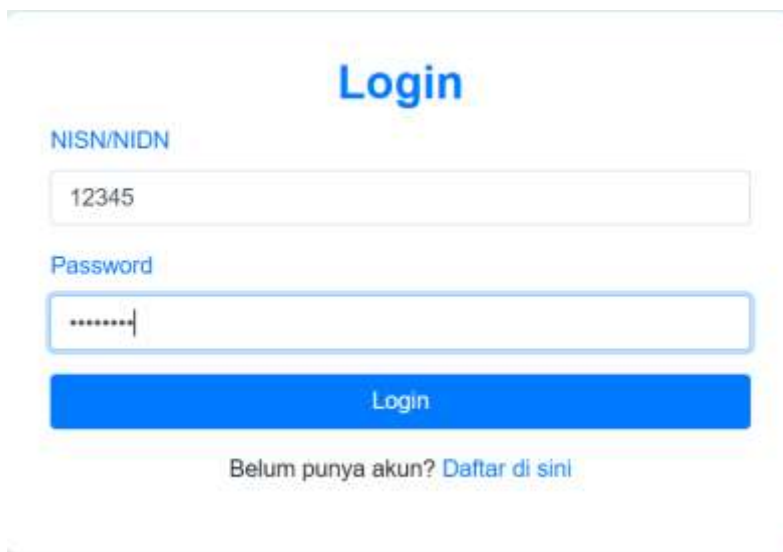 Login
NISN/NIDN
12345
Password
••••••••
Login
Belum punya akun? Daftar di sini